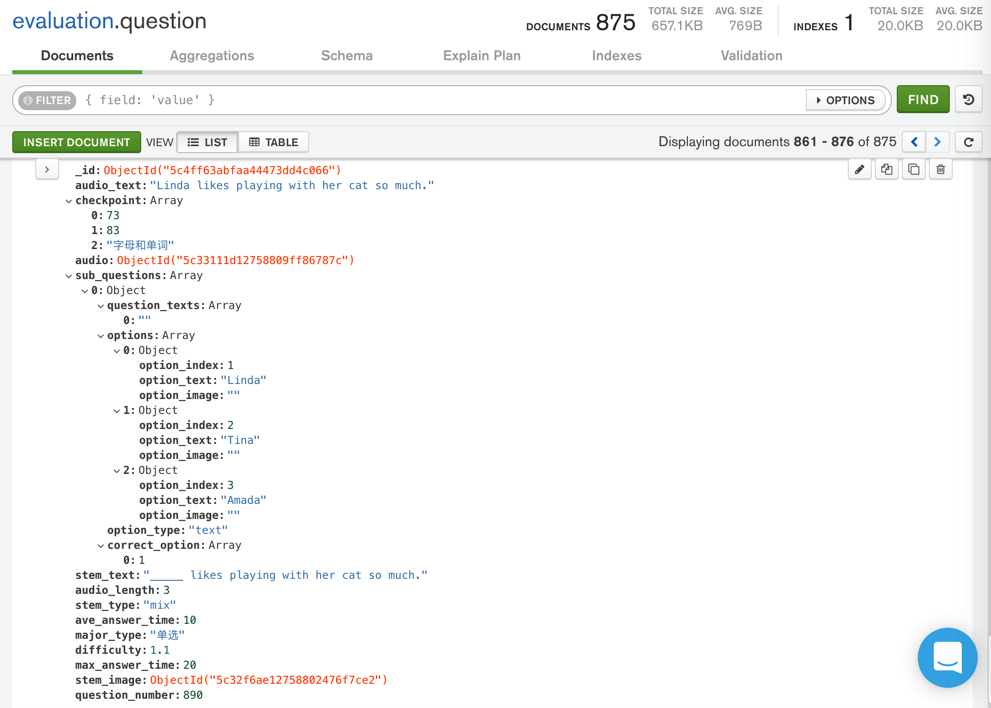 evaluation.question
DOCUMENTS 875 TOTAL SIZE 657.1KB AVG. SIZE 769B INDEXES 1 TOTAL SIZE 20.0KB AVG. SIZE 20.0KB
Documents Aggregations Schema Explain Plan Indexes Validation
FILTER { field: 'value' } OPTIONS FIND
INSERT DOCUMENT VIEW LIST TABLE Displaying documents 861 - 876 of 875
_id: ObjectId("5c4ff63abfaa44473dd4c066")
audio_text: "Linda likes playing with her cat so much."
checkpoint: Array
0: 73
1: 83
2: "字母和单词"
audio: ObjectId("5c33111d12758809ff86787c")
sub_questions: Array
0: Object
question_texts: Array
0: ""
options: Array
0: Object
option_index: 1
option_text: "Linda"
option_image: ""
1: Object
option_index: 2
option_text: "Tina"
option_image: ""
2: Object
option_index: 3
option_text: "Amada"
option_image: ""
option_type: "text"
correct_option: Array
0: 1
stem_text: "_____ likes playing with her cat so much."
audio_length: 3
stem_type: "mix"
ave_answer_time: 10
major_type: "单选"
difficulty: 1.1
max_answer_time: 20
stem_image: ObjectId("5c32f6ae12758802476f7ce2")
question_number: 890